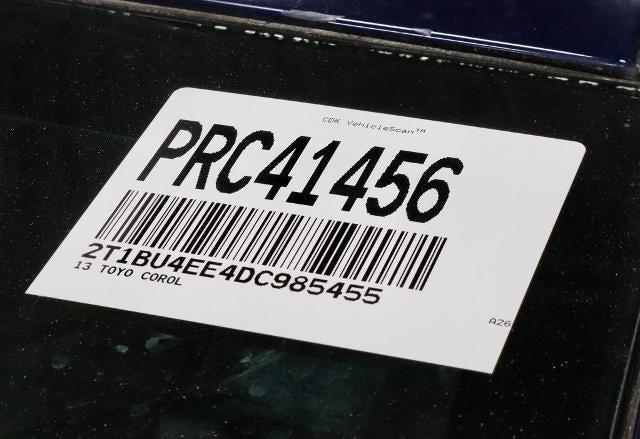 CDK VehicleScan™
PRC41456
2T1BU4EE4DC985455
13 TOYO COROL
A26